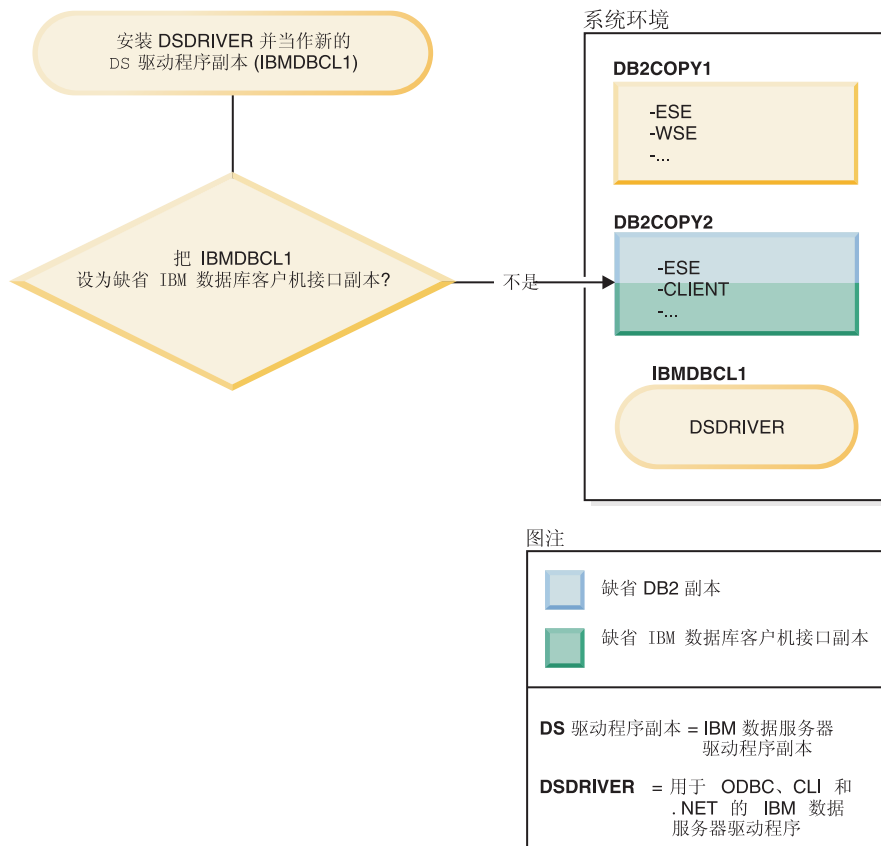 安装 DSDRIVER 并当作新的
DS 驱动程序副本 (IBMDBCL1)
把 IBMDBCL1
设为缺省 IBM 数据库客户机接口副本?
不是
系统环境
DB2COPY1
-ESE
-WSE
-...
DB2COPY2
-ESE
-CLIENT
-...
IBMDBCL1
DSDRIVER
图注
缺省 DB2 副本
缺省 IBM 数据库客户机接口副本
DS 驱动程序副本 = IBM 数据服务器
驱动程序副本
DSDRIVER = 用于 ODBC、CLI 和
.NET 的 IBM 数据
服务器驱动程序